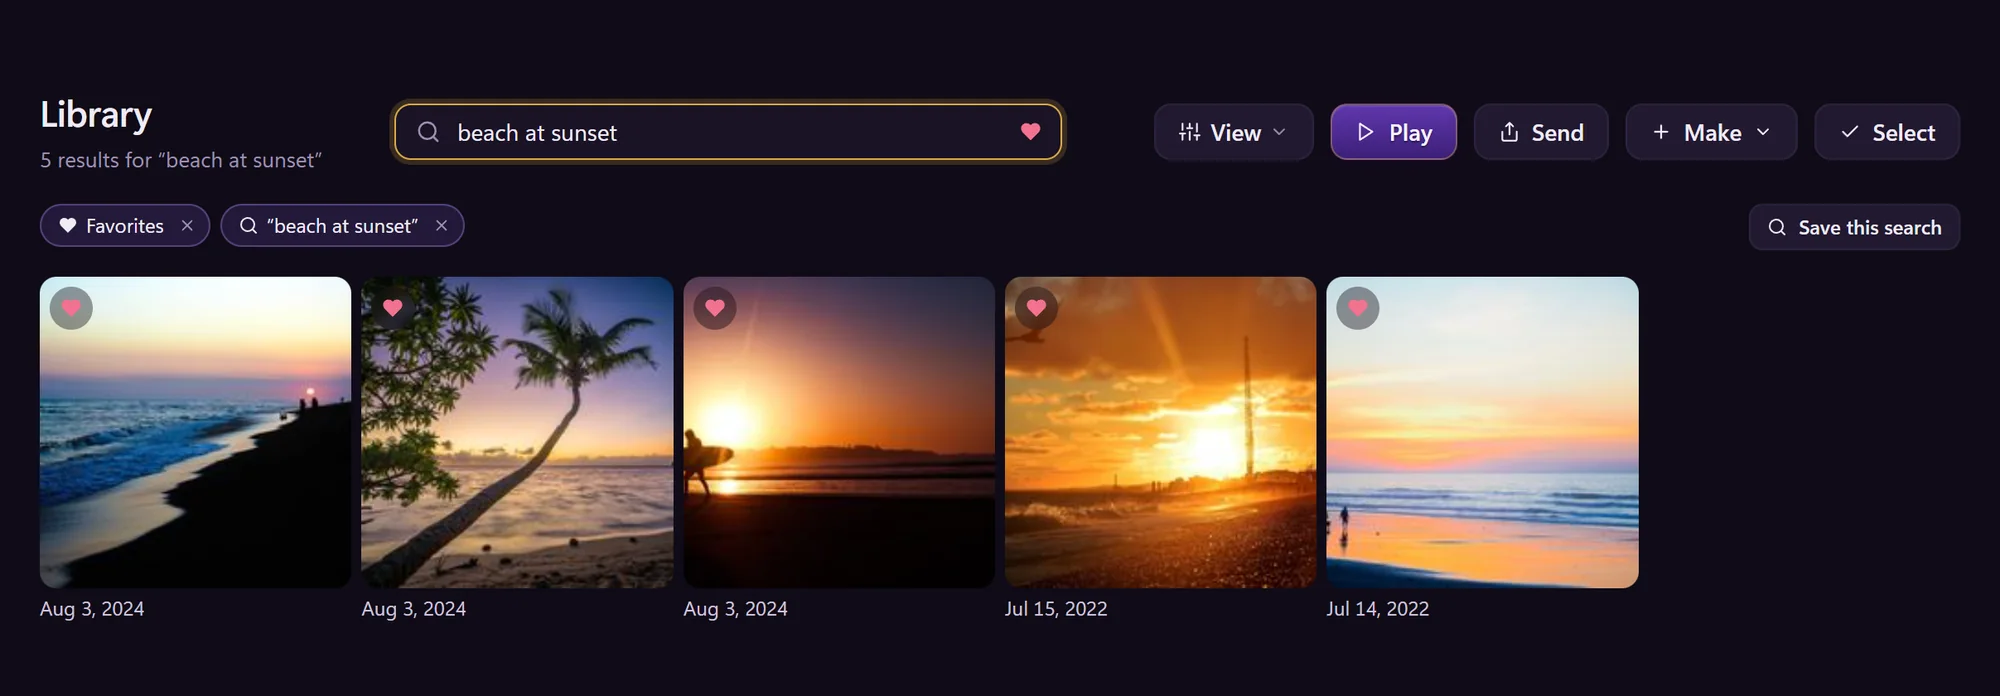 Library
5 results for “beach at sunset”
beach at sunset
View
Play
Send
Make
Select
Favorites
“beach at sunset”
Save this search
Aug 3, 2024
Aug 3, 2024
Aug 3, 2024
Jul 15, 2022
Jul 14, 2022